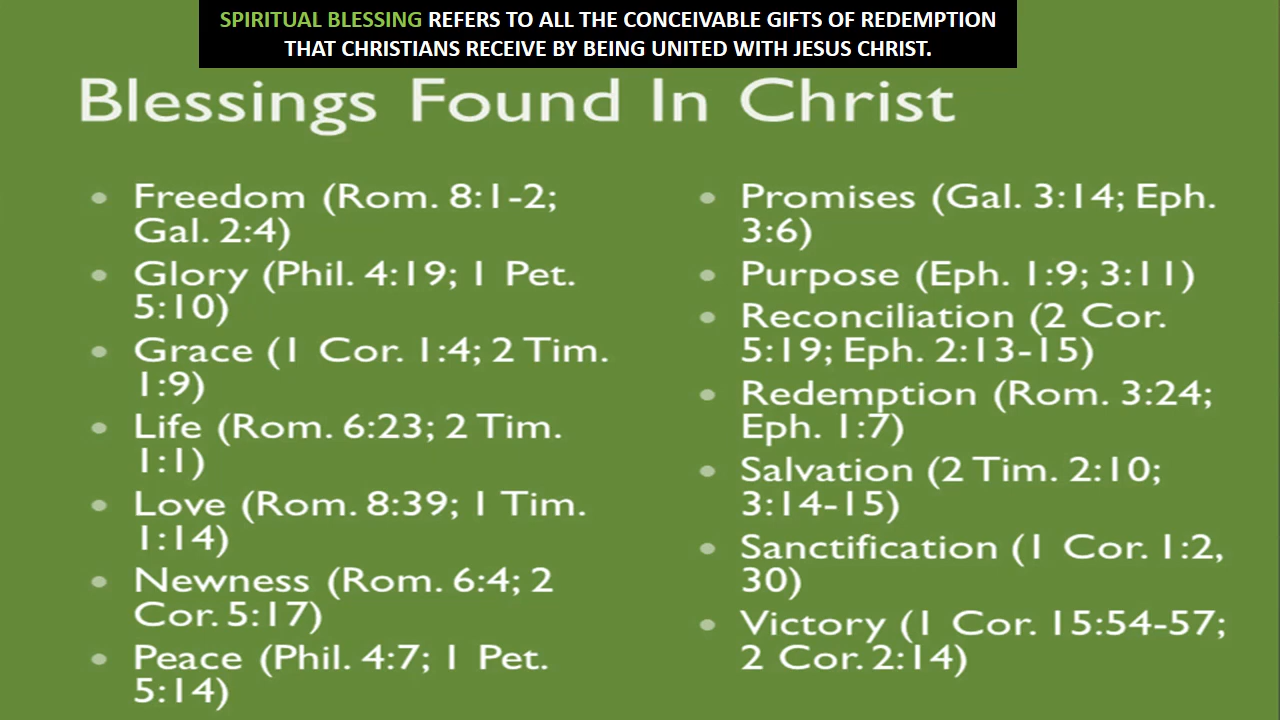 SPIRITUAL BLESSING REFERS TO ALL THE CONCEIVABLE GIFTS OF REDEMPTION
THAT CHRISTIANS RECEIVE BY BEING UNITED WITH JESUS CHRIST.
Blessings Found In Christ
• Freedom (Rom. 8:1-2;
Gal. 2:4)
• Glory (Phil. 4:19; 1 Pet.
5:10)
• Grace (1 Cor. 1:4; 2 Tim.
1:9)
• Life (Rom. 6:23; 2 Tim.
1:1)
• Love (Rom. 8:39; 1 Tim.
1:14)
• Newness (Rom. 6:4; 2
Cor. 5:17)
• Peace (Phil. 4:7; 1 Pet.
5:14)
• Promises (Gal. 3:14; Eph.
3:6)
• Purpose (Eph. 1:9; 3:11)
• Reconciliation (2 Cor.
5:19; Eph. 2:13-15)
• Redemption (Rom. 3:24;
Eph. 1:7)
• Salvation (2 Tim. 2:10;
3:14-15)
• Sanctification (1 Cor. 1:2,
30)
• Victory (1 Cor. 15:54-57;
2 Cor. 2:14)